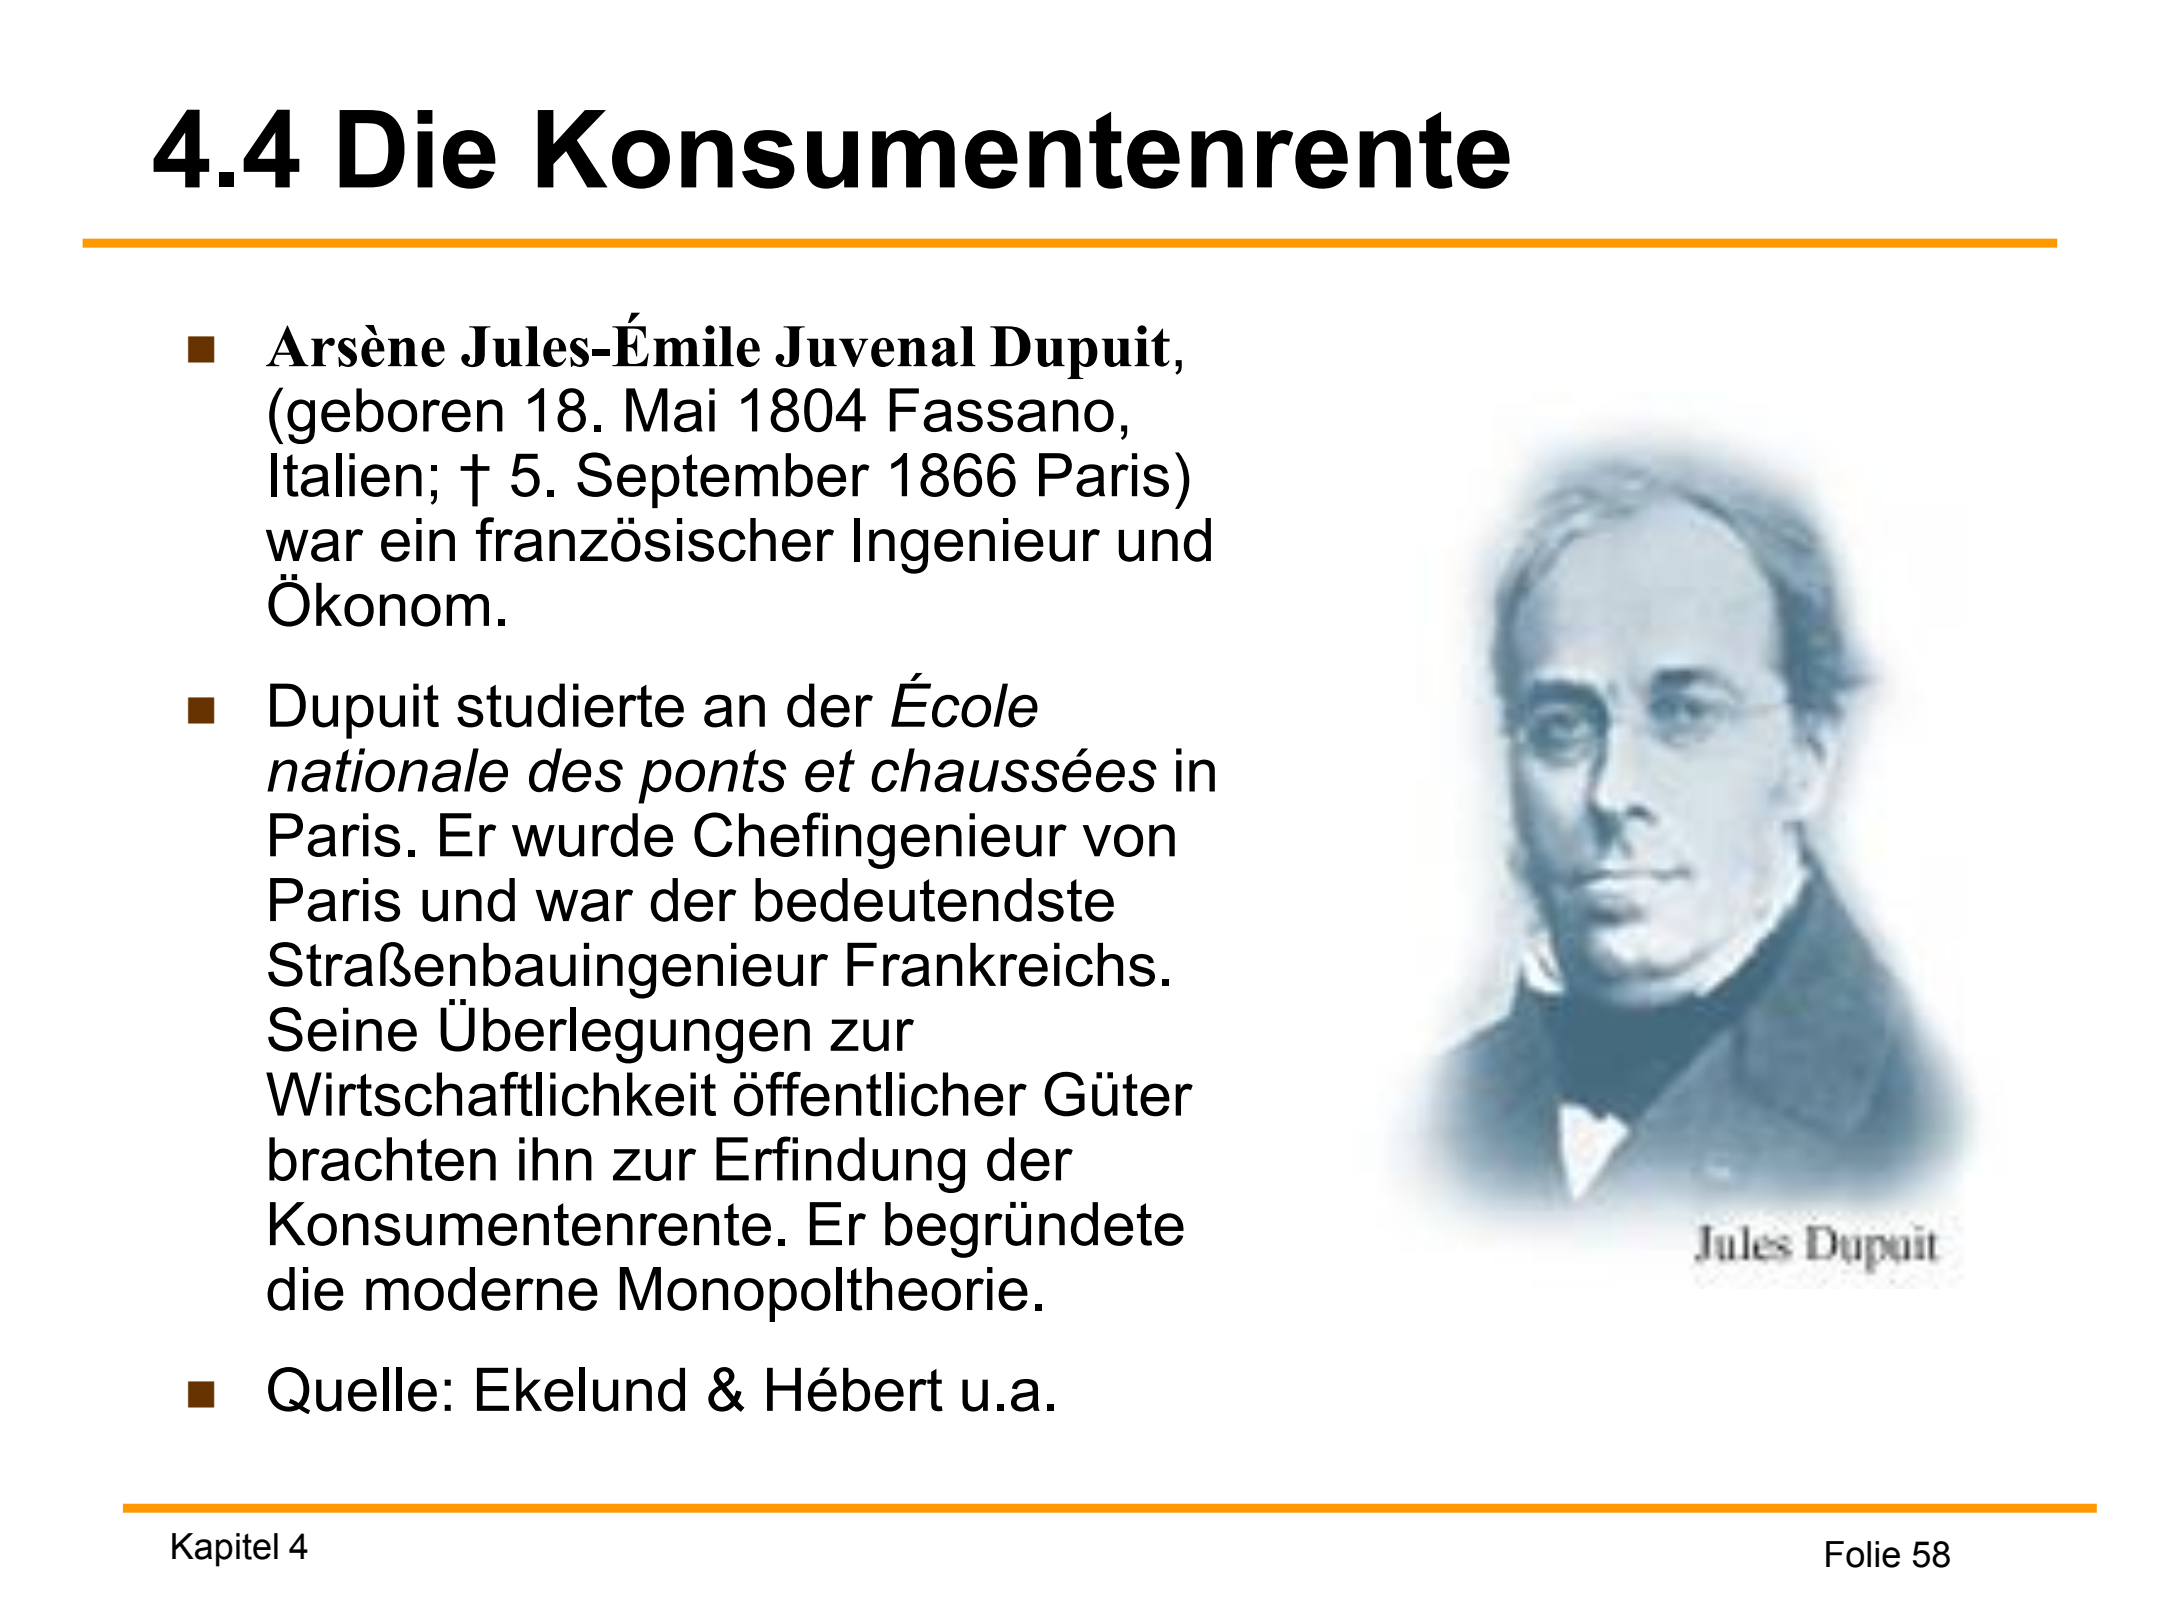 4.4 Die Konsumentenrente
Arsène Jules-Émile Juvenal Dupuit,
(geboren 18. Mai 1804 Fassano,
Italien; † 5. September 1866 Paris)
war ein französischer Ingenieur und
Ökonom.
Dupuit studierte an der École
nationale des ponts et chaussées in
Paris. Er wurde Chefingenieur von
Paris und war der bedeutendste
Straßenbauingenieur Frankreichs.
Seine Überlegungen zur
Wirtschaftlichkeit öffentlicher Güter
brachten ihn zur Erfindung der
Konsumentenrente. Er begründete
die moderne Monopoltheorie.
Quelle: Ekelund & Hébert u.a.
Jules Dupuit
Kapitel 4
Folie 58